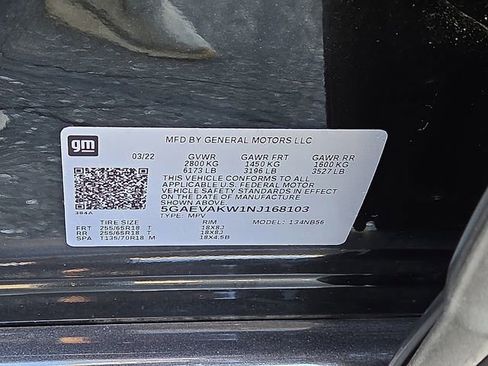 gm
MFD BY GENERAL MOTORS LLC
03/22 GVWR GAWR FRT GAWR RR
2800 KG 1450 KG 1600 KG
6173 LB 3196 LB 3527 LB
THIS VEHICLE CONFORMS TO ALL
APPLICABLE U.S. FEDERAL MOTOR
VEHICLE SAFETY STANDARDS IN EFFECT
ON THE DATE OF MANUFACTURE
SHOWN ABOVE.
384A 5GAEVAKW1NJ168103
TYPE: MPV MODEL: 134NB56
TIRE SIZE RIM
FRT 255/65R18 T 18X8J
RR 255/65R18 T 18X8J
SPA T135/70R18 M 18X4.5B